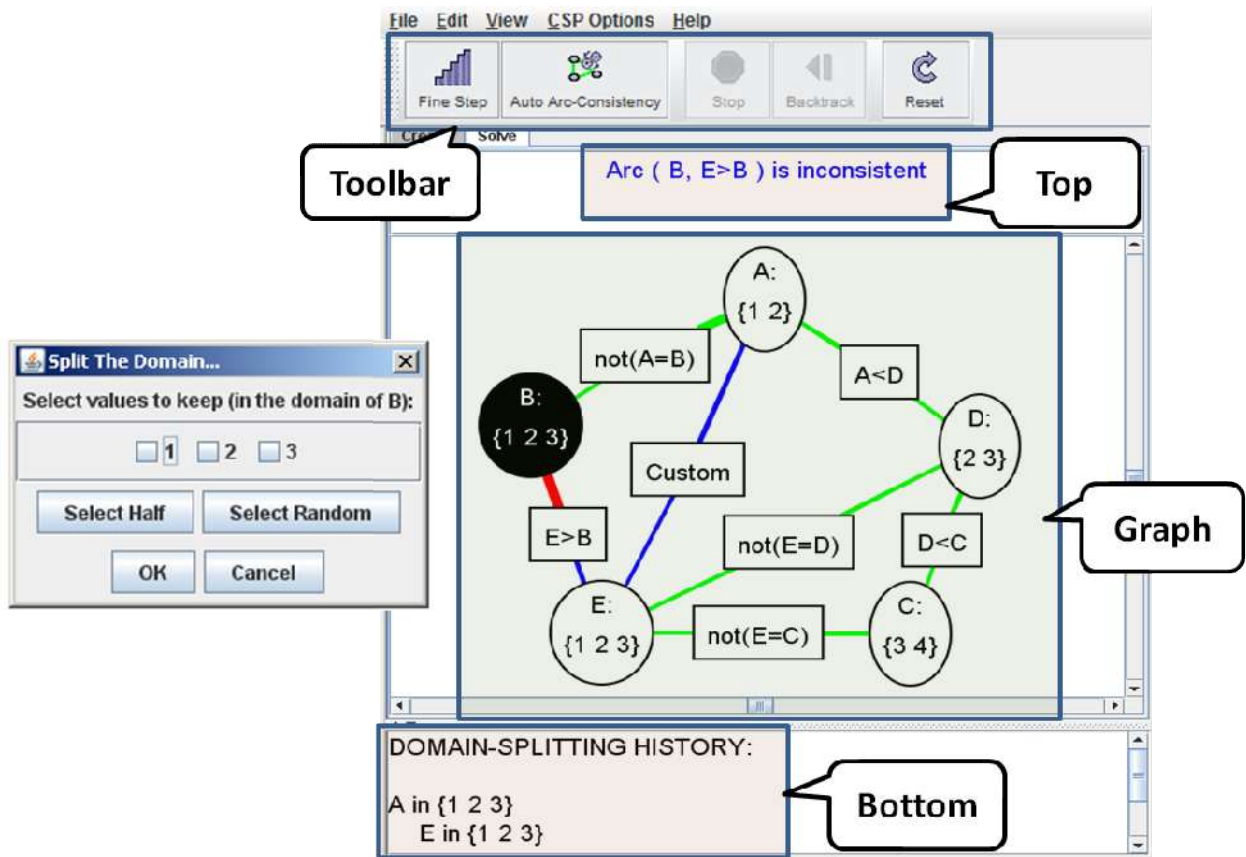 File Edit View CSP Options Help
Fine Step Auto Arc-Consistency Stop Backtrack Reset
Solve
Toolbar
Arc ( B, E>B ) is inconsistent
Top
A:
{1 2}
not(A=B)
A<D
Split The Domain...
Select values to keep (in the domain of B):
1 2 3
Select Half Select Random
OK Cancel
B:
{1 2 3}
D:
{2 3}
Custom
E>B
not(E=D)
D<C
Graph
E:
{1 2 3}
not(E=C)
C:
{3 4}
DOMAIN-SPLITTING HISTORY:
A in {1 2 3}
E in {1 2 3}
Bottom